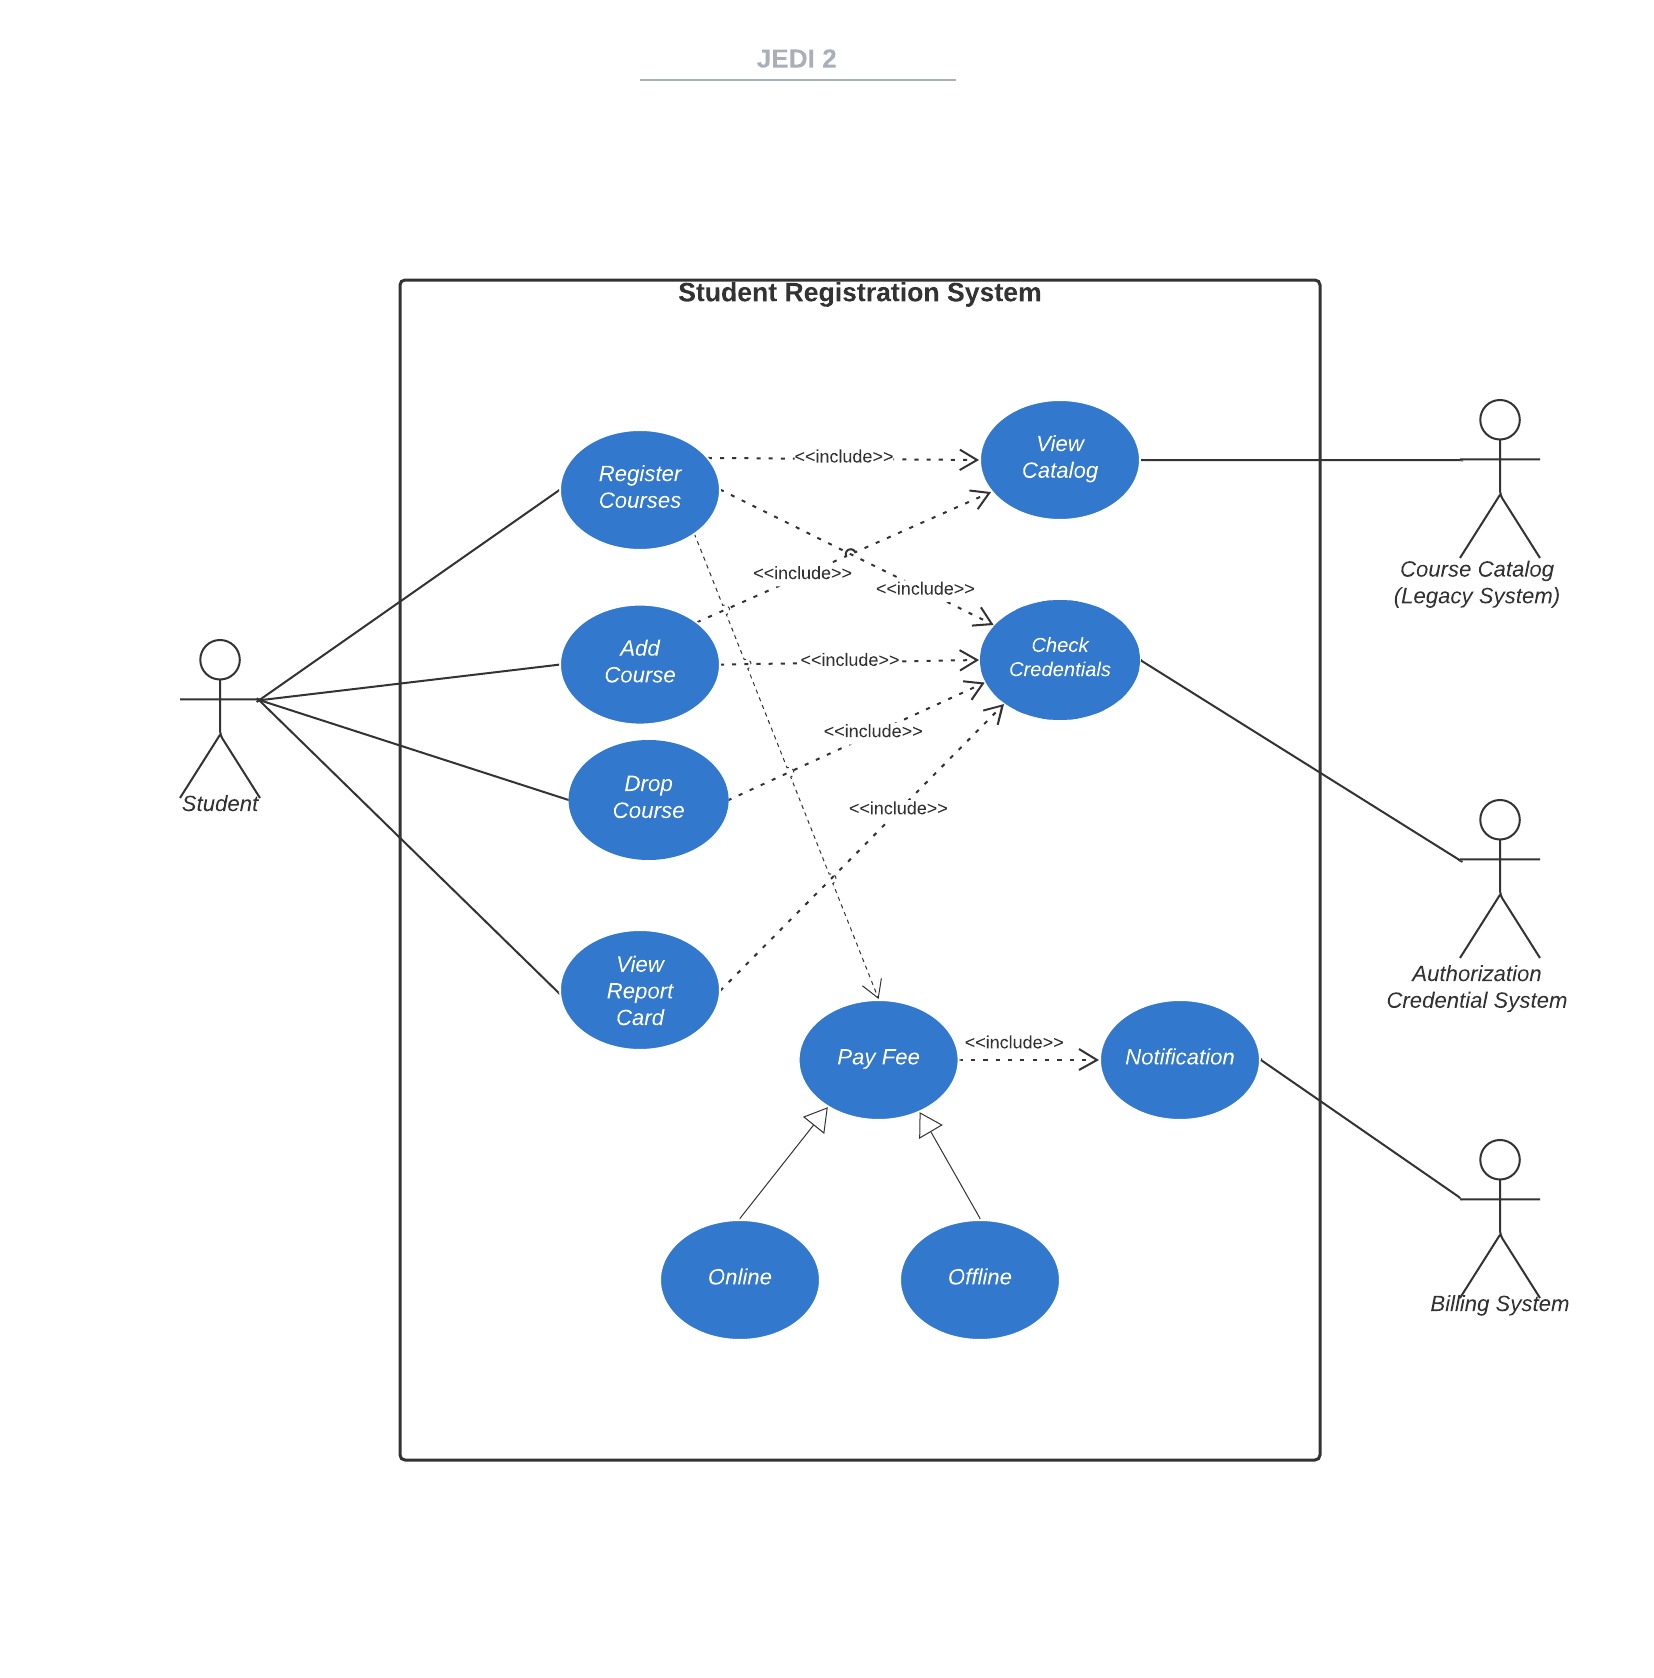 JEDI 2
Student Registration System
Register
Courses
<<include>>
View
Catalog
<<include>>
<<include>>
Course Catalog
(Legacy System)
Add
Course
<<include>>
Check
Credentials
<<include>>
Student
Drop
Course
<<include>>
View
Report
Card
Authorization
Credential System
Pay Fee
<<include>>
Notification
Online
Offline
Billing System